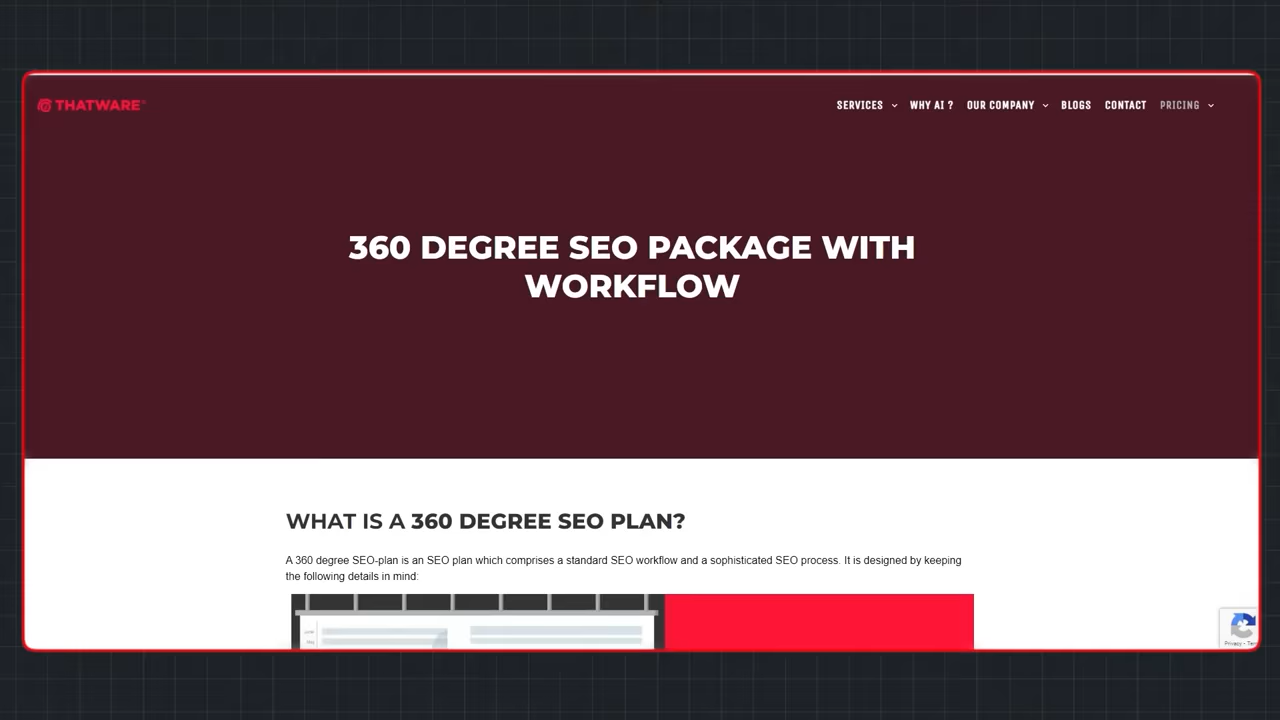 THATWARE
SERVICES WHY AI ? OUR COMPANY BLOGS CONTACT PRICING
360 DEGREE SEO PACKAGE WITH
WORKFLOW
WHAT IS A 360 DEGREE SEO PLAN?
A 360 degree SEO-plan is an SEO plan which comprises a standard SEO workflow and a sophisticated SEO process. It is designed by keeping
the following details in mind:
Privacy -